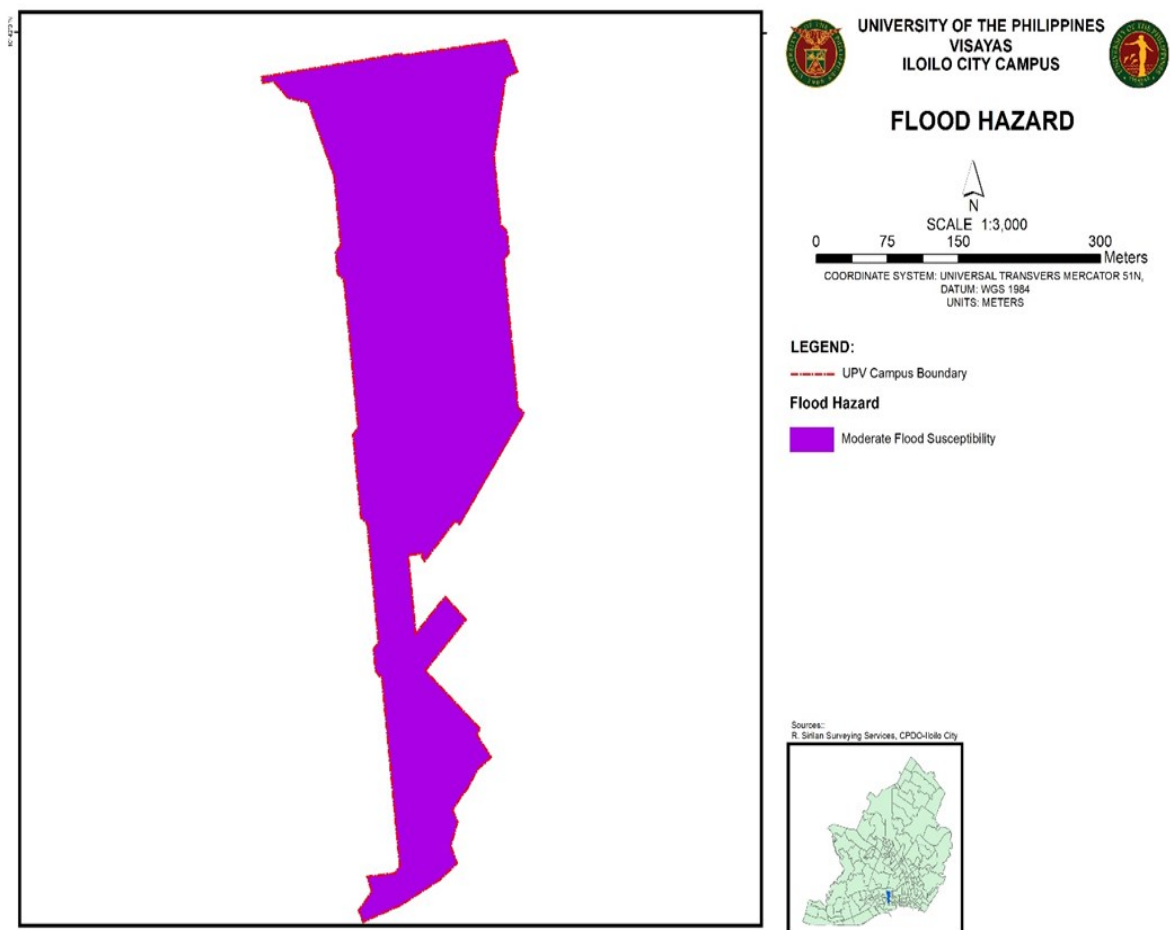 UNIVERSITY OF THE PHILIPPINES
VISAYAS
ILOILO CITY CAMPUS
FLOOD HAZARD
N
SCALE 1:3,000
0 75 150 300
Meters
COORDINATE SYSTEM: UNIVERSAL TRANSVERS MERCATOR 51N,
DATUM: WGS 1984
UNITS: METERS
LEGEND:
UPV Campus Boundary
Flood Hazard
Moderate Flood Susceptibility
Sources::
R. Sirilan Surveying Services, CPDO-Iloilo City